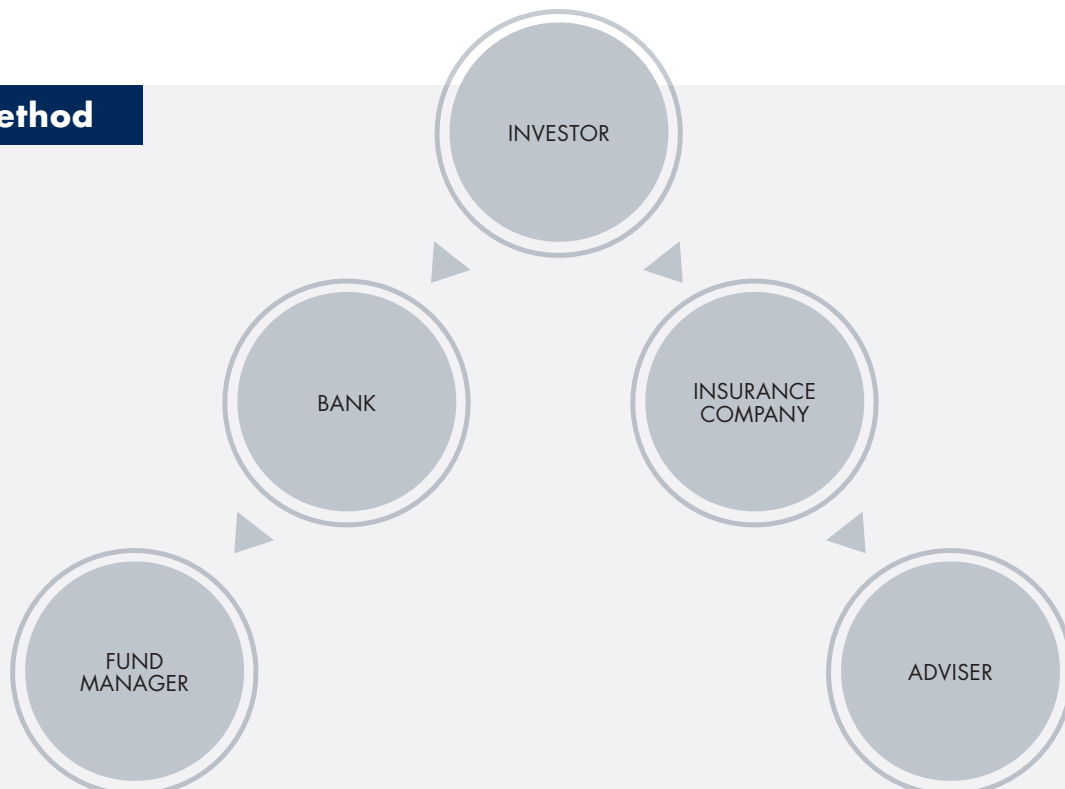 ethod
INVESTOR
BANK
INSURANCE
COMPANY
FUND
MANAGER
ADVISER